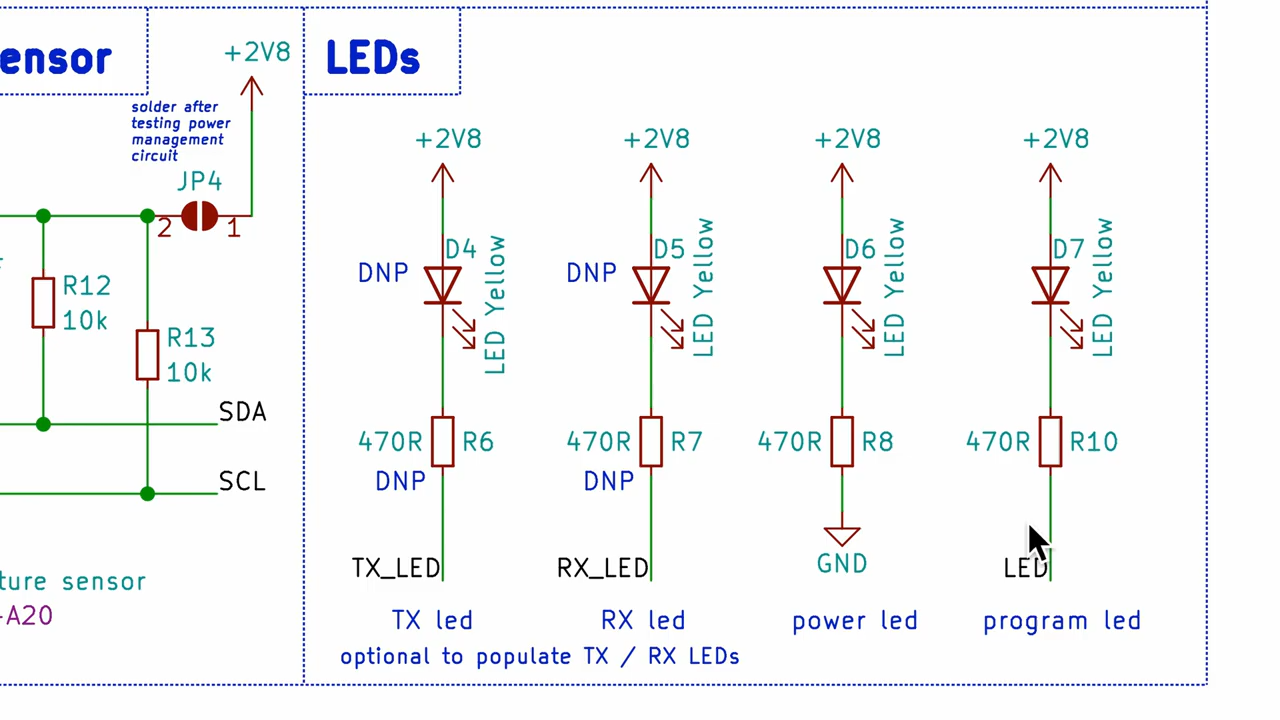 ensor
+2V8
solder after
testing power
management
circuit
JP4
2
1
R12
10k
R13
10k
SDA
SCL
ture sensor
-A20
LEDs
+2V8
+2V8
+2V8
+2V8
DNP
D4
LED Yellow
DNP
D5
LED Yellow
D6
LED Yellow
D7
LED Yellow
470R
R6
470R
R7
470R
R8
470R
R10
DNP
DNP
TX_LED
RX_LED
GND
LED
TX led
RX led
power led
program led
optional to populate TX / RX LEDs